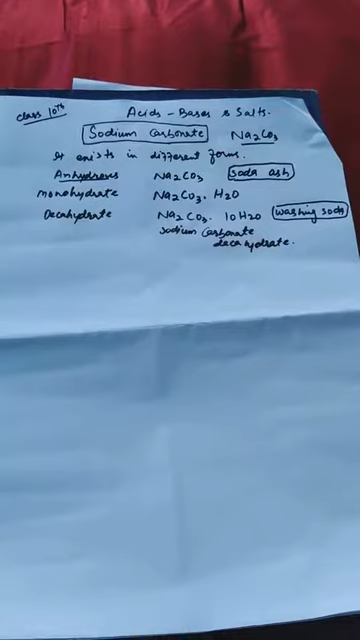 class 10th
Acids - Bases & Salts.
Sodium Carbonate Na2CO3
It exists in different forms.
Anhydrous Na2CO3 Soda ash
Monohydrate Na2CO3. H2O
Decahydrate Na2CO3. 10H2O Washing soda
Sodium Carbonate
decahydrate.